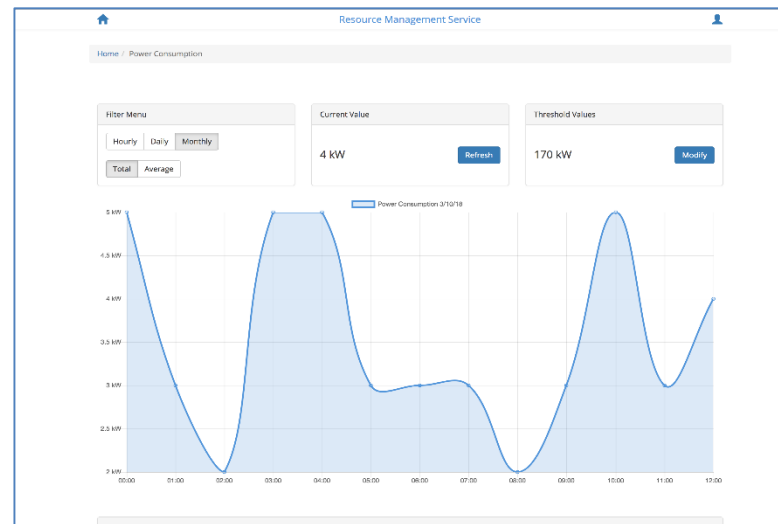 Resource Management Service
Home / Power Consumption
Filter Menu
Hourly Daily Monthly
Total Average
Current Value
4 kW Refresh
Threshold Values
170 kW Modify
Power Consumption 3/10/18
5 kW
4.5 kW
4 kW
3.5 kW
3 kW
2.5 kW
2 kW
00:00 01:00 02:00 03:00 04:00 05:00 06:00 07:00 08:00 09:00 10:00 11:00 12:00